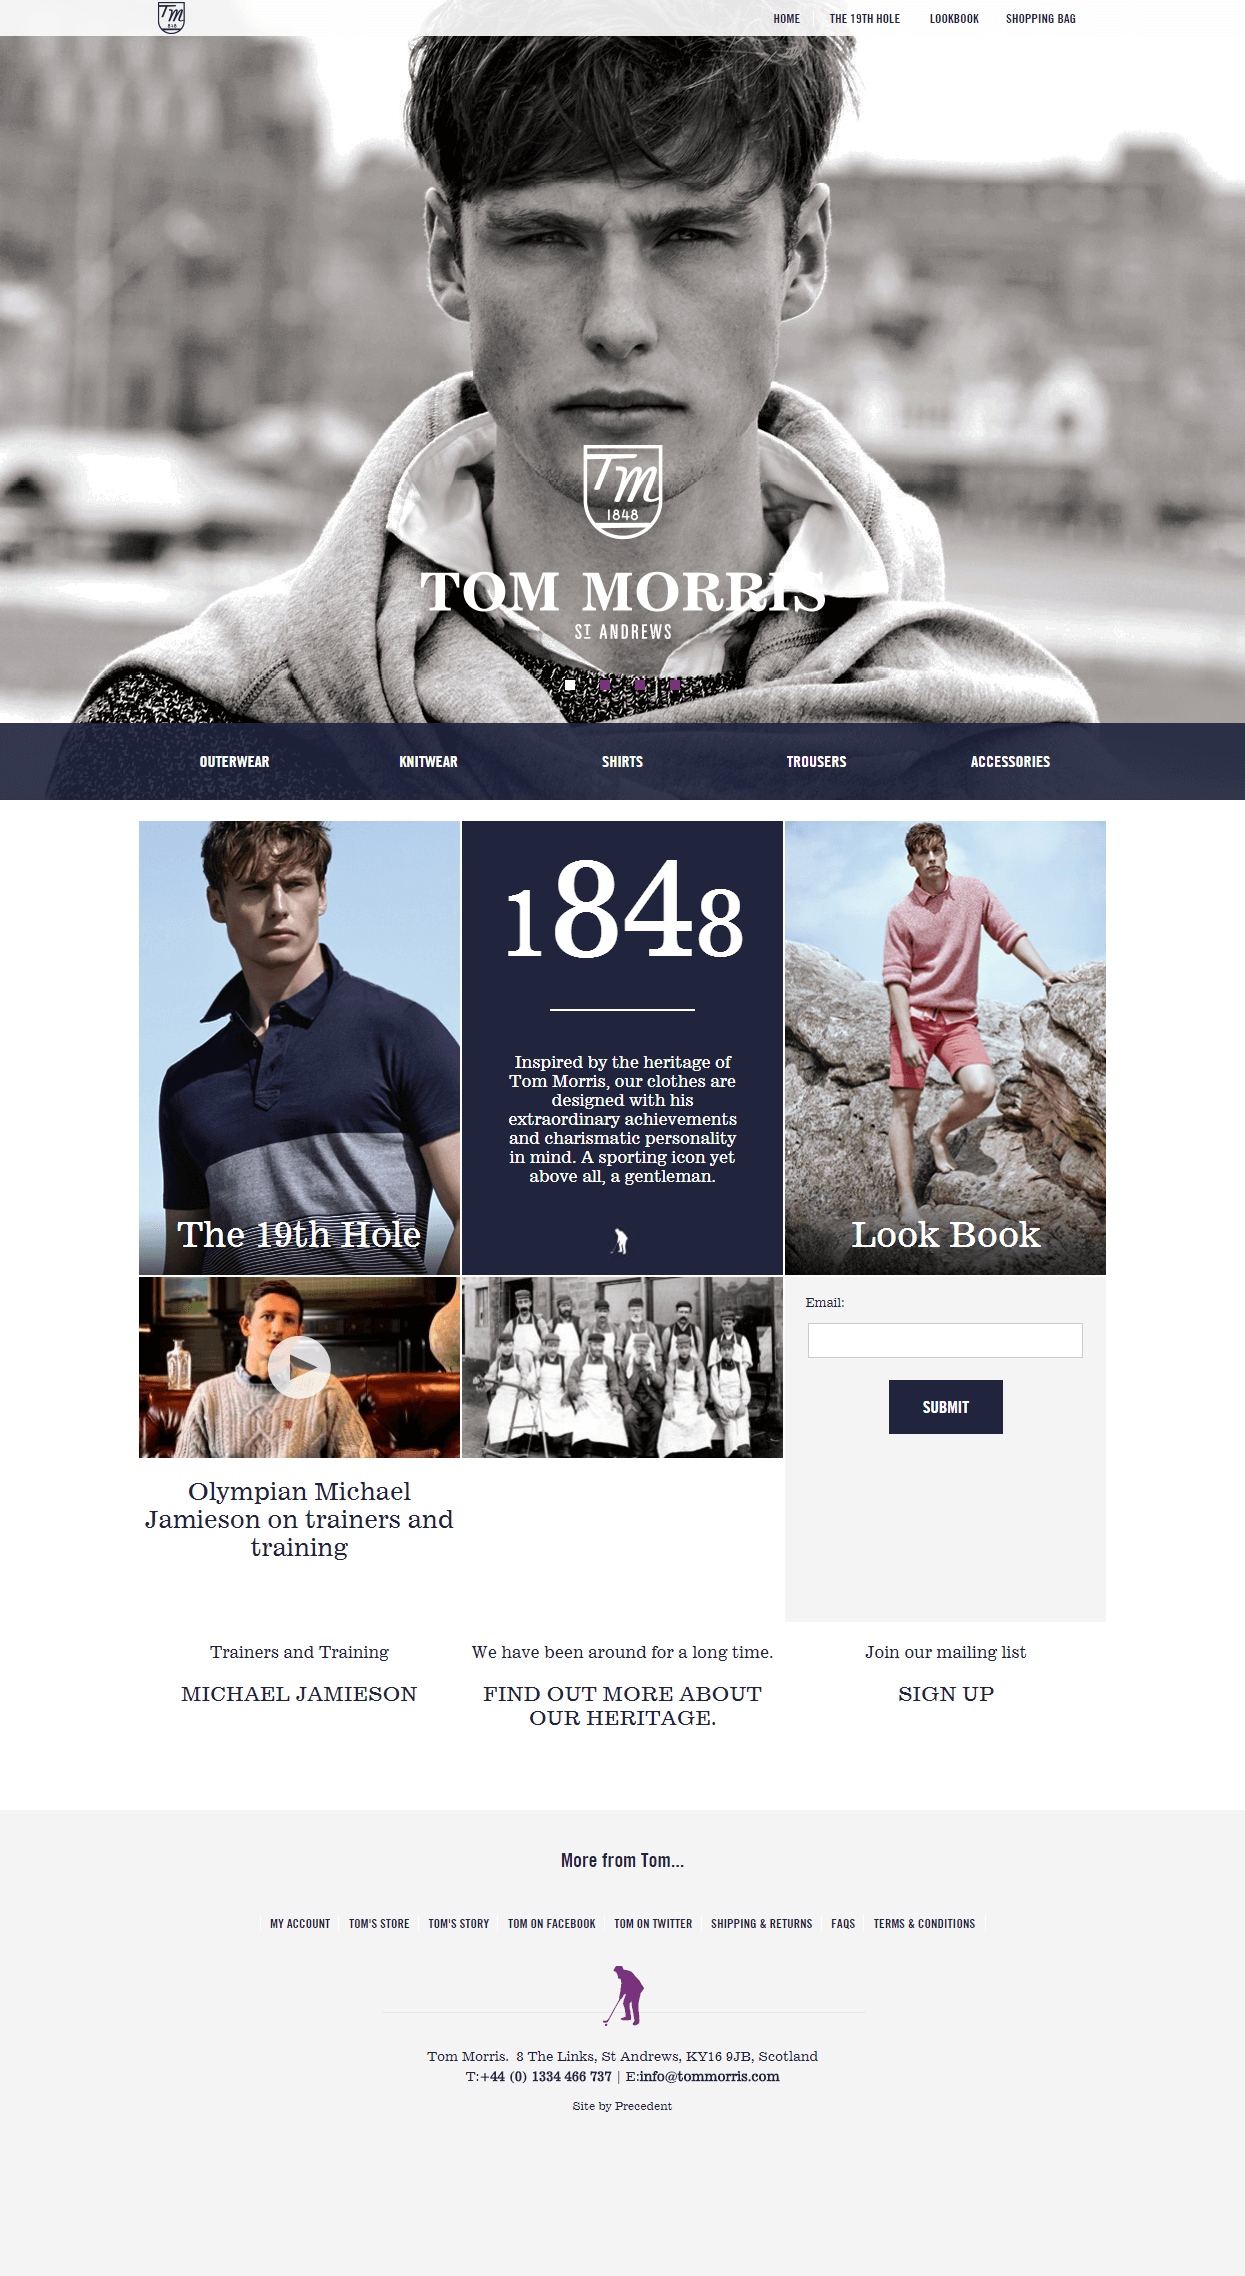 Tm
1848
HOME
THE 19TH HOLE
LOOKBOOK
SHOPPING BAG
Tm
1848
TOM MORRIS
ST ANDREWS
OUTERWEAR
KNITWEAR
SHIRTS
TROUSERS
ACCESSORIES
The 19th Hole
1848
Inspired by the heritage of
Tom Morris, our clothes are
designed with his
extraordinary achievements
and charismatic personality
in mind. A sporting icon yet
above all, a gentleman.
Look Book
Email:
SUBMIT
Olympian Michael
Jamieson on trainers and
training
Trainers and Training
MICHAEL JAMIESON
We have been around for a long time.
FIND OUT MORE ABOUT
OUR HERITAGE.
Join our mailing list
SIGN UP
More from Tom...
MY ACCOUNT
TOM'S STORE
TOM'S STORY
TOM ON FACEBOOK
TOM ON TWITTER
SHIPPING & RETURNS
FAQS
TERMS & CONDITIONS
Tom Morris.  8 The Links, St Andrews, KY16 9JB, Scotland
T:+44 (0) 1334 466 737 | E:info@tommorris.com
Site by Precedent